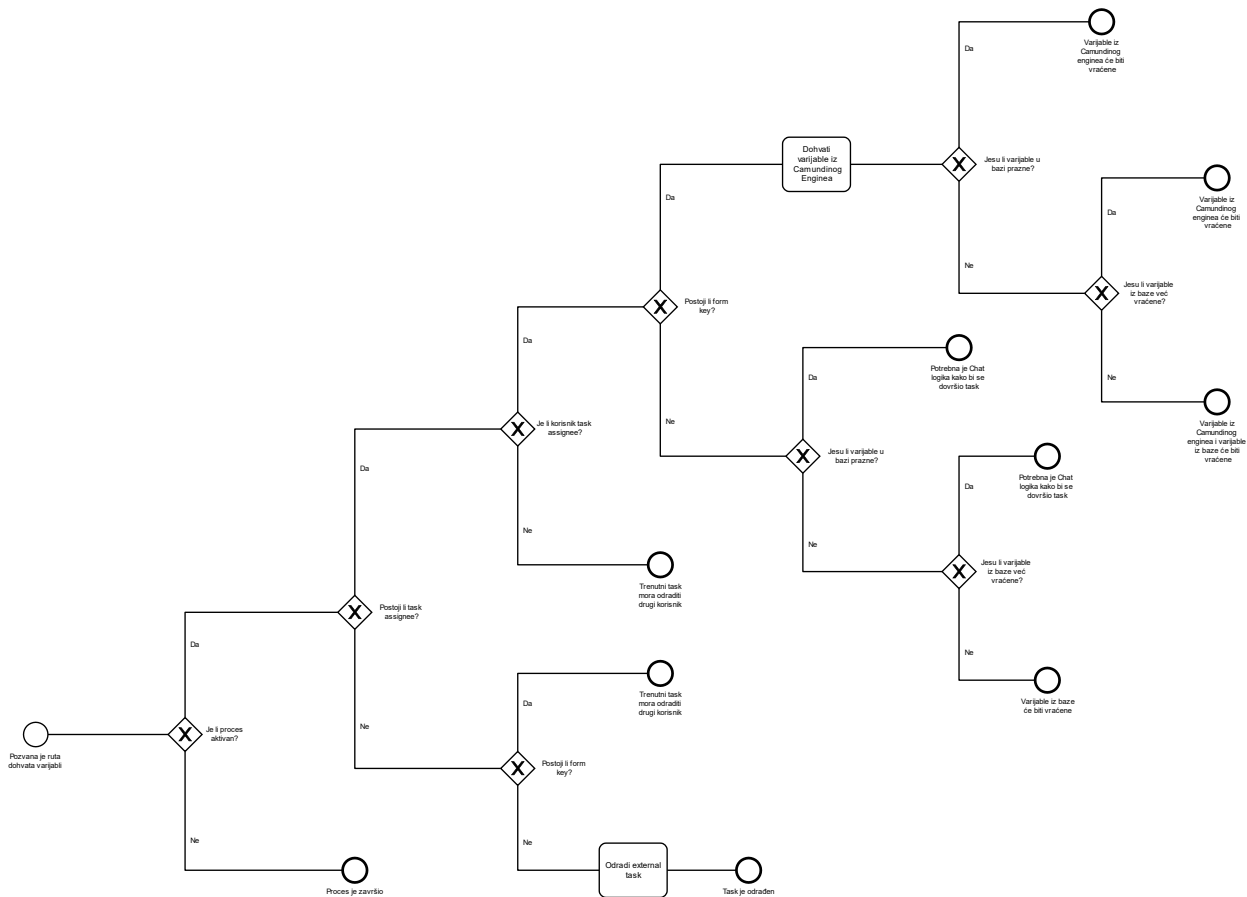 Varijable iz
Camundinog
enginea će biti
vraćene
Da
Dohvati
varijable iz
Camundinog
Enginea
Jesu li varijable u
bazi prazne?
Varijable iz
Camundinog
enginea će biti
vraćene
Da
Da
Ne
Jesu li varijable
iz baze već
vraćene?
Postoji li form
key?
Da
Potrebna je Chat
logika kako bi se
dovršio task
Da
Ne
Ne
Je li korisnik task
assignee?
Jesu li varijable u
bazi prazne?
Varijable iz
Camundinog
enginea i varijable
iz baze će biti
vraćene
Da
Potrebna je Chat
logika kako bi se
dovršio task
Da
Ne
Ne
Jesu li varijable
iz baze već
vraćene?
Trenutni task
mora odraditi
drugi korisnik
Postoji li task
assignee?
Da
Ne
Varijable iz baze
će biti vraćene
Trenutni task
mora odraditi
drugi korisnik
Da
Ne
Je li proces
aktivan?
Pozvana je ruta
dohvata varijabli
Postoji li form
key?
Ne
Ne
Odradi external
task
Proces je završio
Task je odrađen